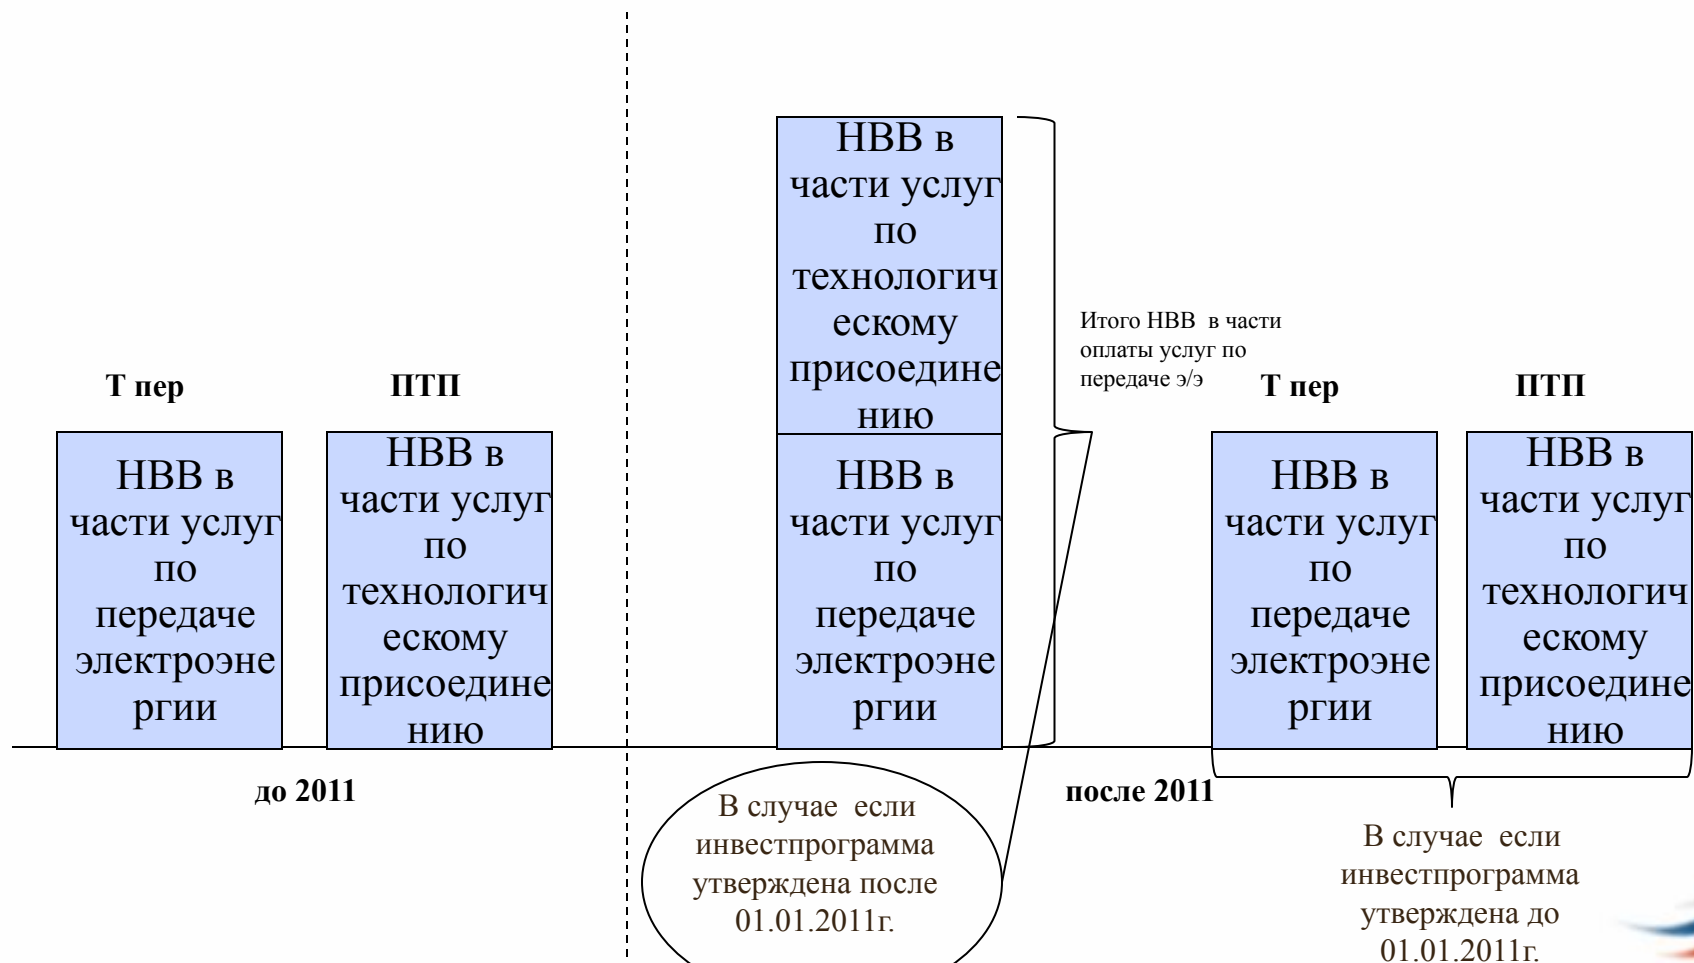 Т пер
ПТП
НВВ в
части услуг
по
передаче
электроэне
ргии
НВВ в
части услуг
по
технологич
ескому
присоедине
нию
до 2011
НВВ в
части услуг
по
технологич
ескому
присоедине
нию
НВВ в
части услуг
по
передаче
электроэне
ргии
Итого НВВ  в части
оплаты услуг по
передаче э/э
Т пер
ПТП
НВВ в
части услуг
по
передаче
электроэне
ргии
НВВ в
части услуг
по
технологич
ескому
присоедине
нию
после 2011
В случае  если
инвестпрограмма
утверждена после
01.01.2011г.
В случае  если
инвестпрограмма
утверждена до
01.01.2011г.